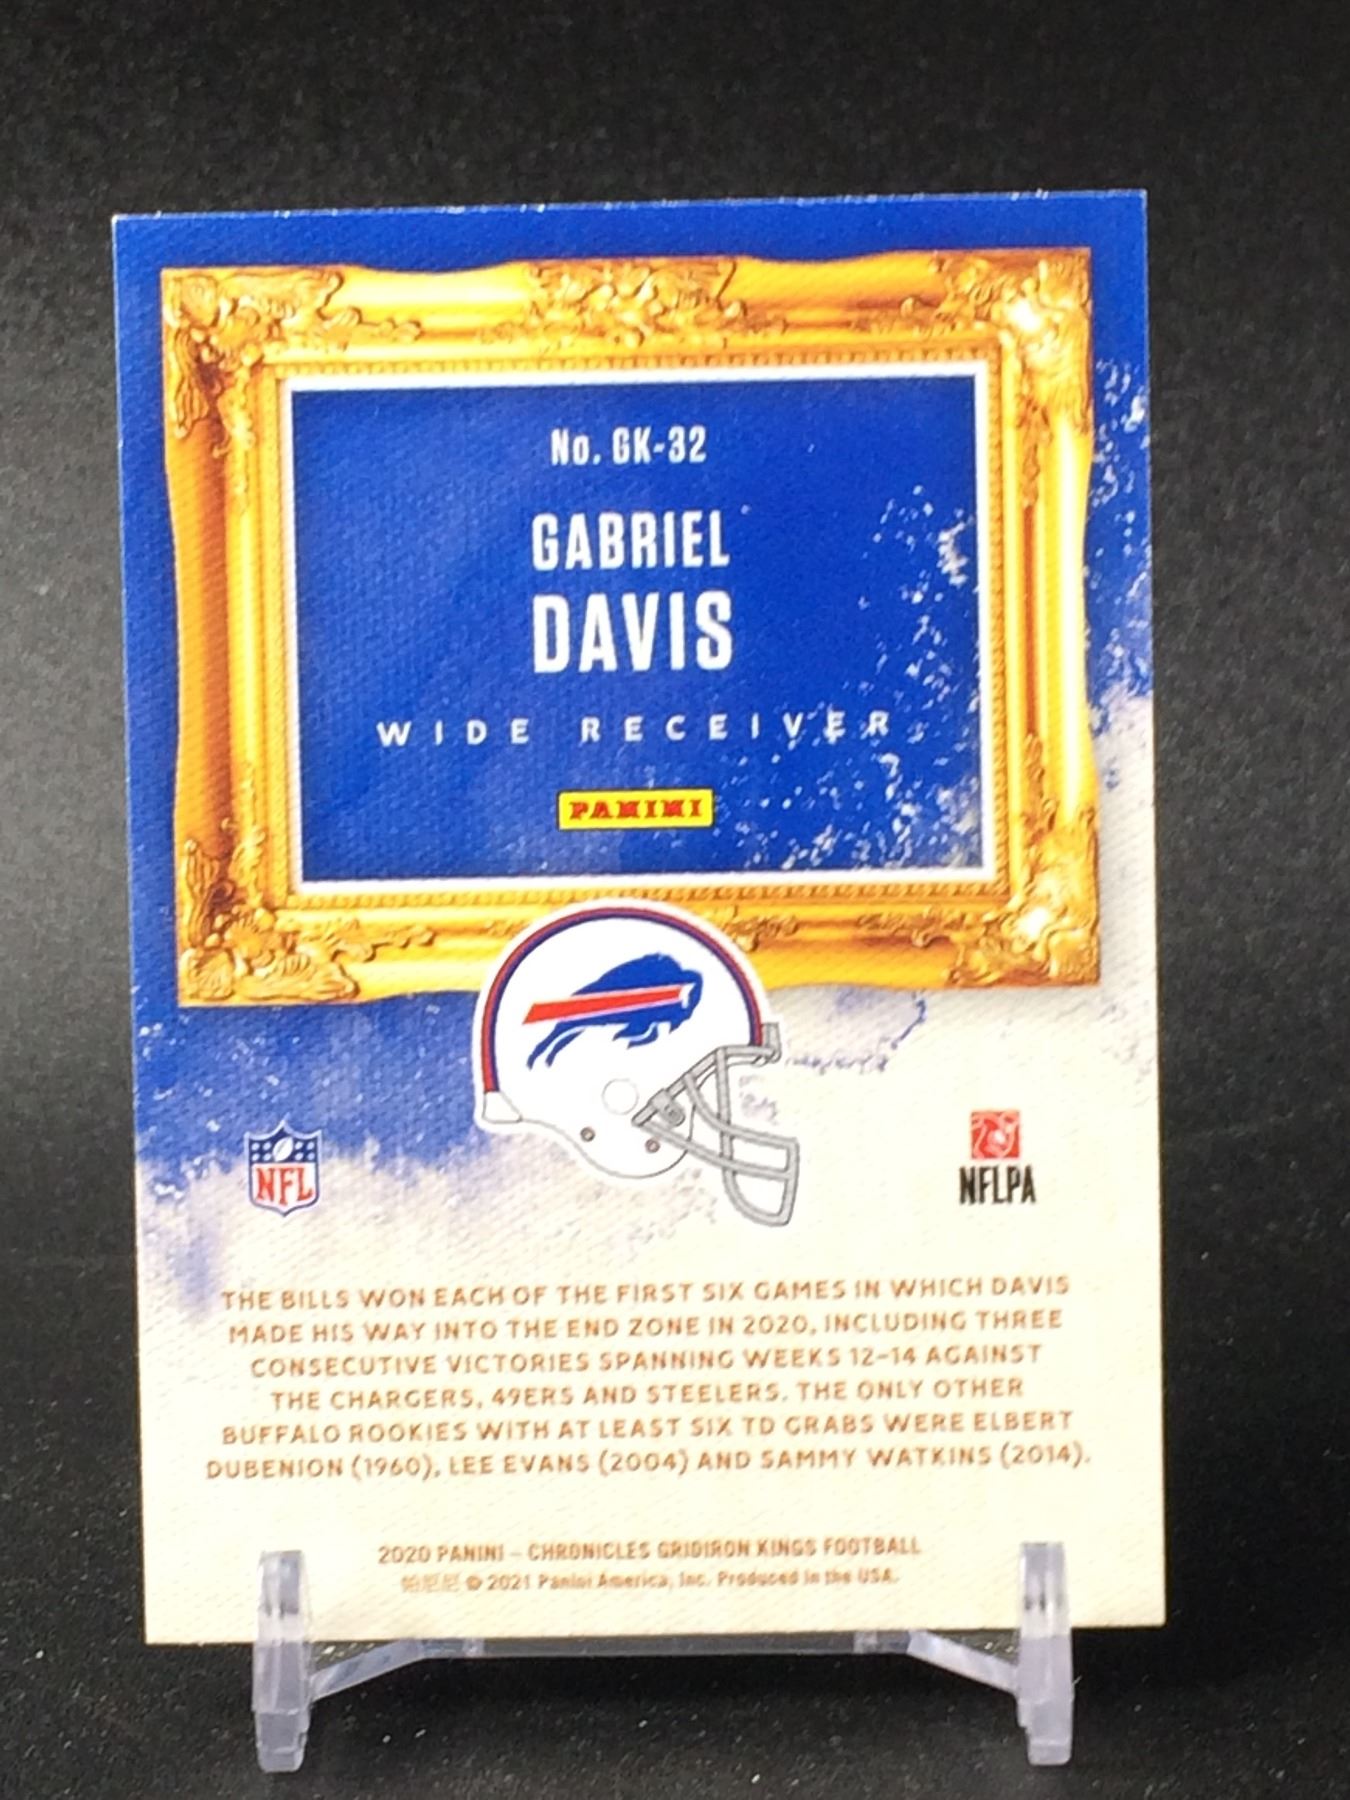 No. GK-32
GABRIEL
DAVIS
WIDE RECEIVER
PANINI
NFL
NFLPA
THE BILLS WON EACH OF THE FIRST SIX GAMES IN WHICH DAVIS
MADE HIS WAY INTO THE END ZONE IN 2020, INCLUDING THREE
CONSECUTIVE VICTORIES SPANNING WEEKS 12-14 AGAINST
THE CHARGERS, 49ERS AND STEELERS. THE ONLY OTHER
BUFFALO ROOKIES WITH AT LEAST SIX TD GRABS WERE ELBERT
DUBENION (1960), LEE EVANS (2004) AND SAMMY WATKINS (2014).
2020 PANINI – CHRONICLES GRIDIRON KINGS FOOTBALL
帕尼尼 © 2021 Panini America, Inc. Produced in the USA.